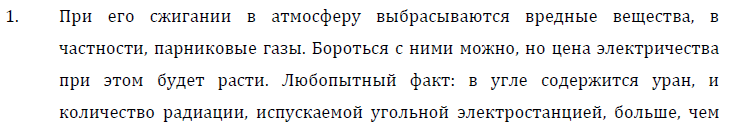 1. При его сжигании в атмосферу выбрасываются вредные вещества, в
частности, парниковые газы. Бороться с ними можно, но цена электричества
при этом будет расти. Любопытный факт: в угле содержится уран, и
количество радиации, испускаемой угольной электростанцией, больше, чем